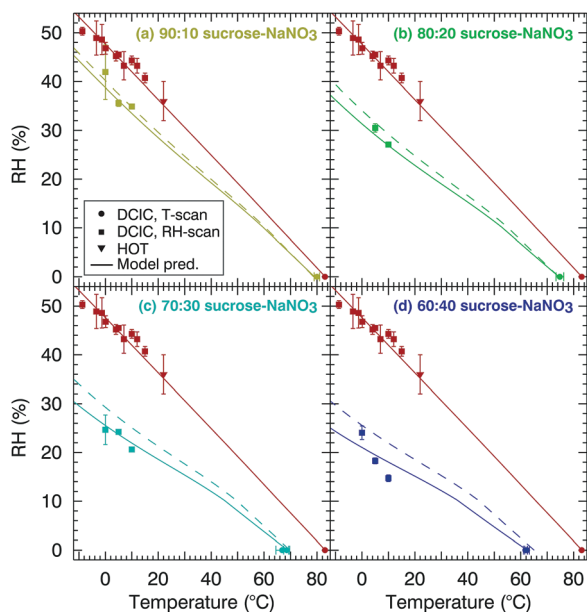 (a) 90:10 sucrose-NaNO3
(b) 80:20 sucrose-NaNO3
50
40
30
20
10
0
RH (%)
RH (%)
DCIC, T-scan
DCIC, RH-scan
HOT
Model pred.
(c) 70:30 sucrose-NaNO3
(d) 60:40 sucrose-NaNO3
50
40
30
20
10
0
RH (%)
RH (%)
0 20 40 60 80
0 20 40 60 80
Temperature (°C)
Temperature (°C)